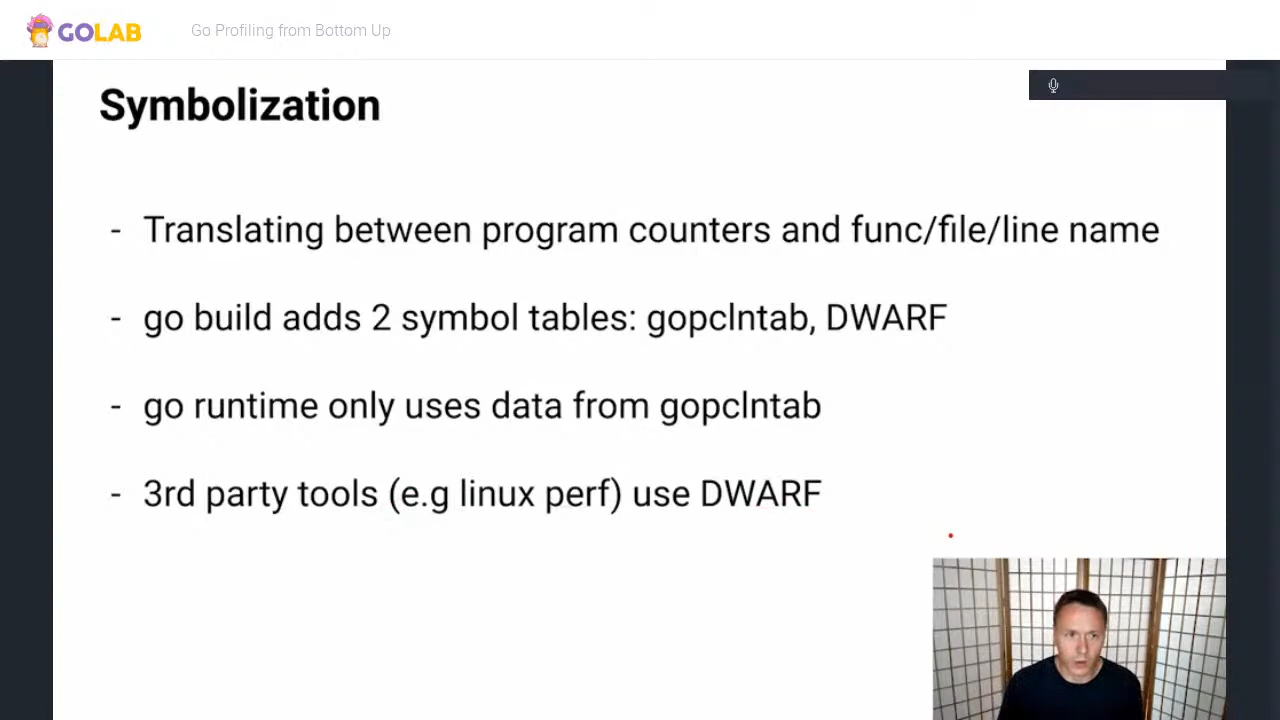 GOLAB
Go Profiling from Bottom Up
Symbolization
- Translating between program counters and func/file/line name
- go build adds 2 symbol tables: gopclntab, DWARF
- go runtime only uses data from gopclntab
- 3rd party tools (e.g linux perf) use DWARF